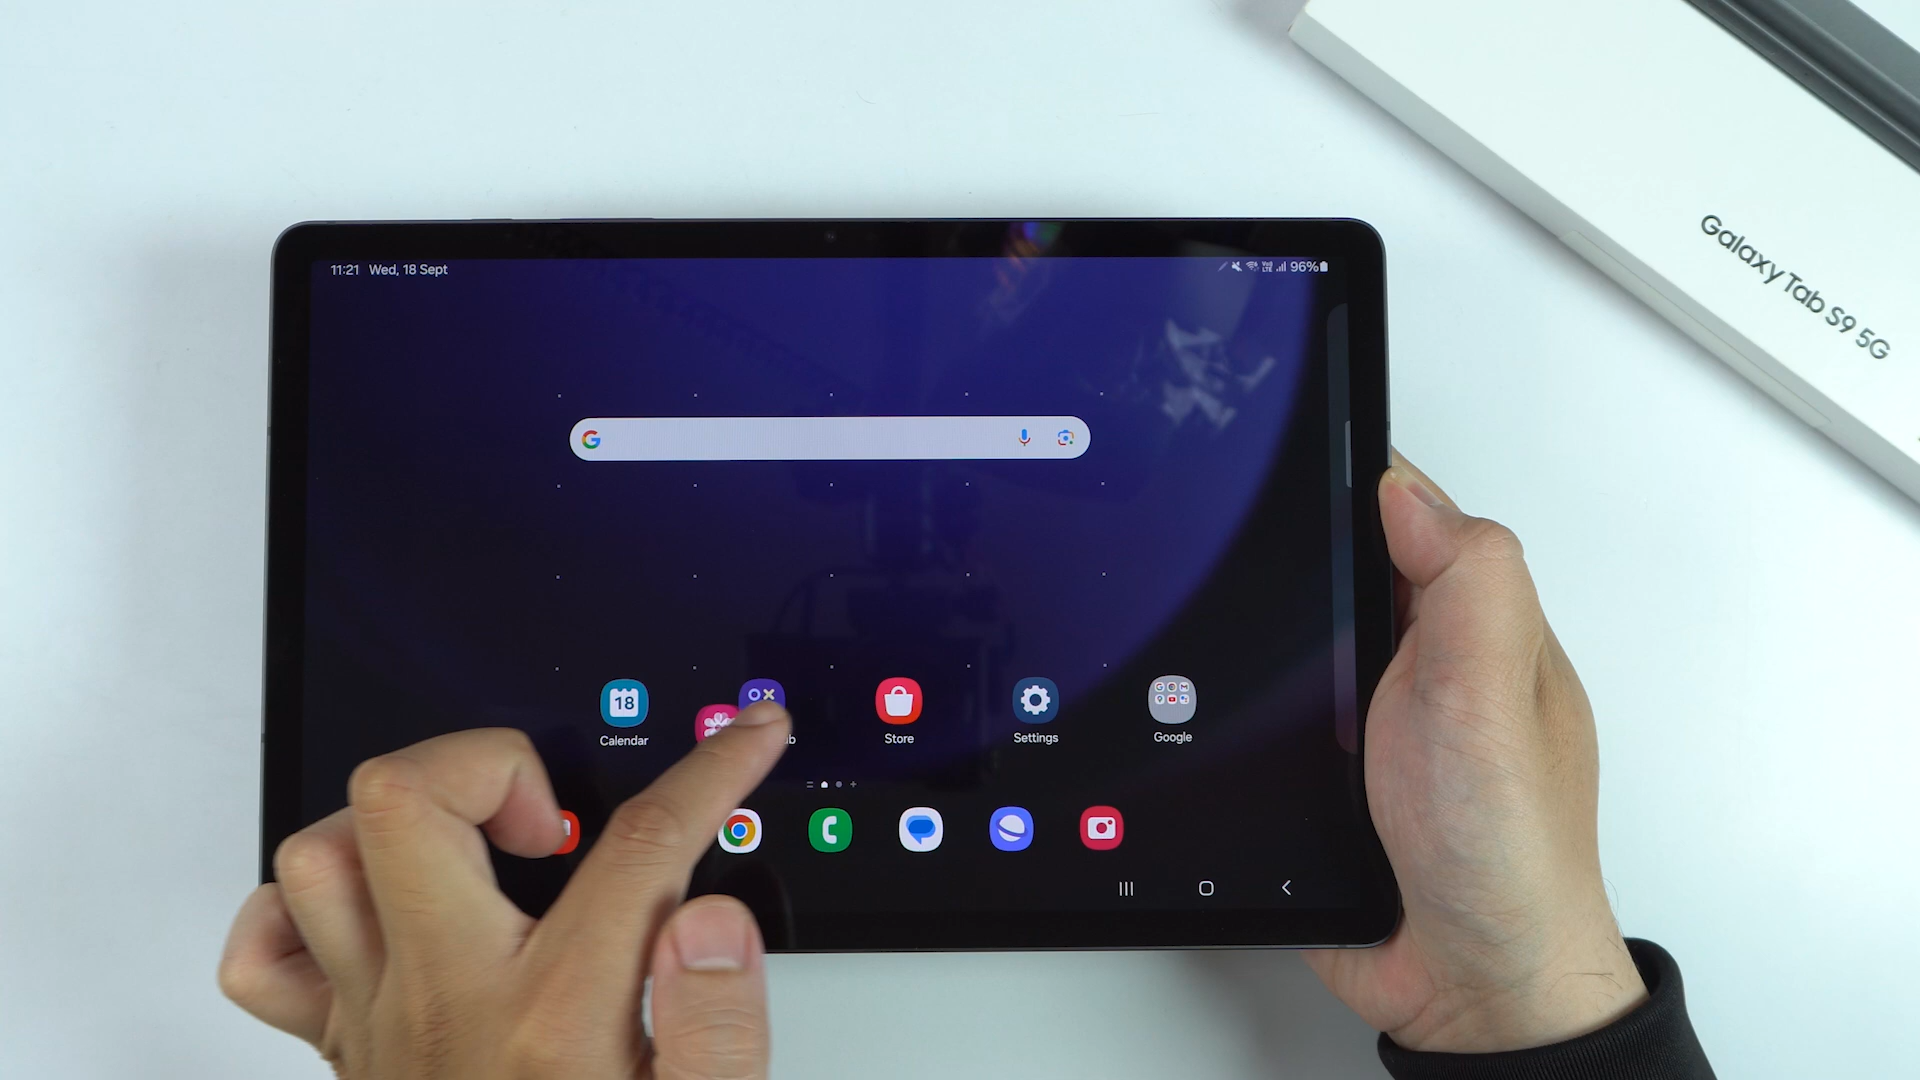 11:21 Wed, 18 Sept
96%
Galaxy Tab S9 5G
18
Calendar
Store
Settings
Google